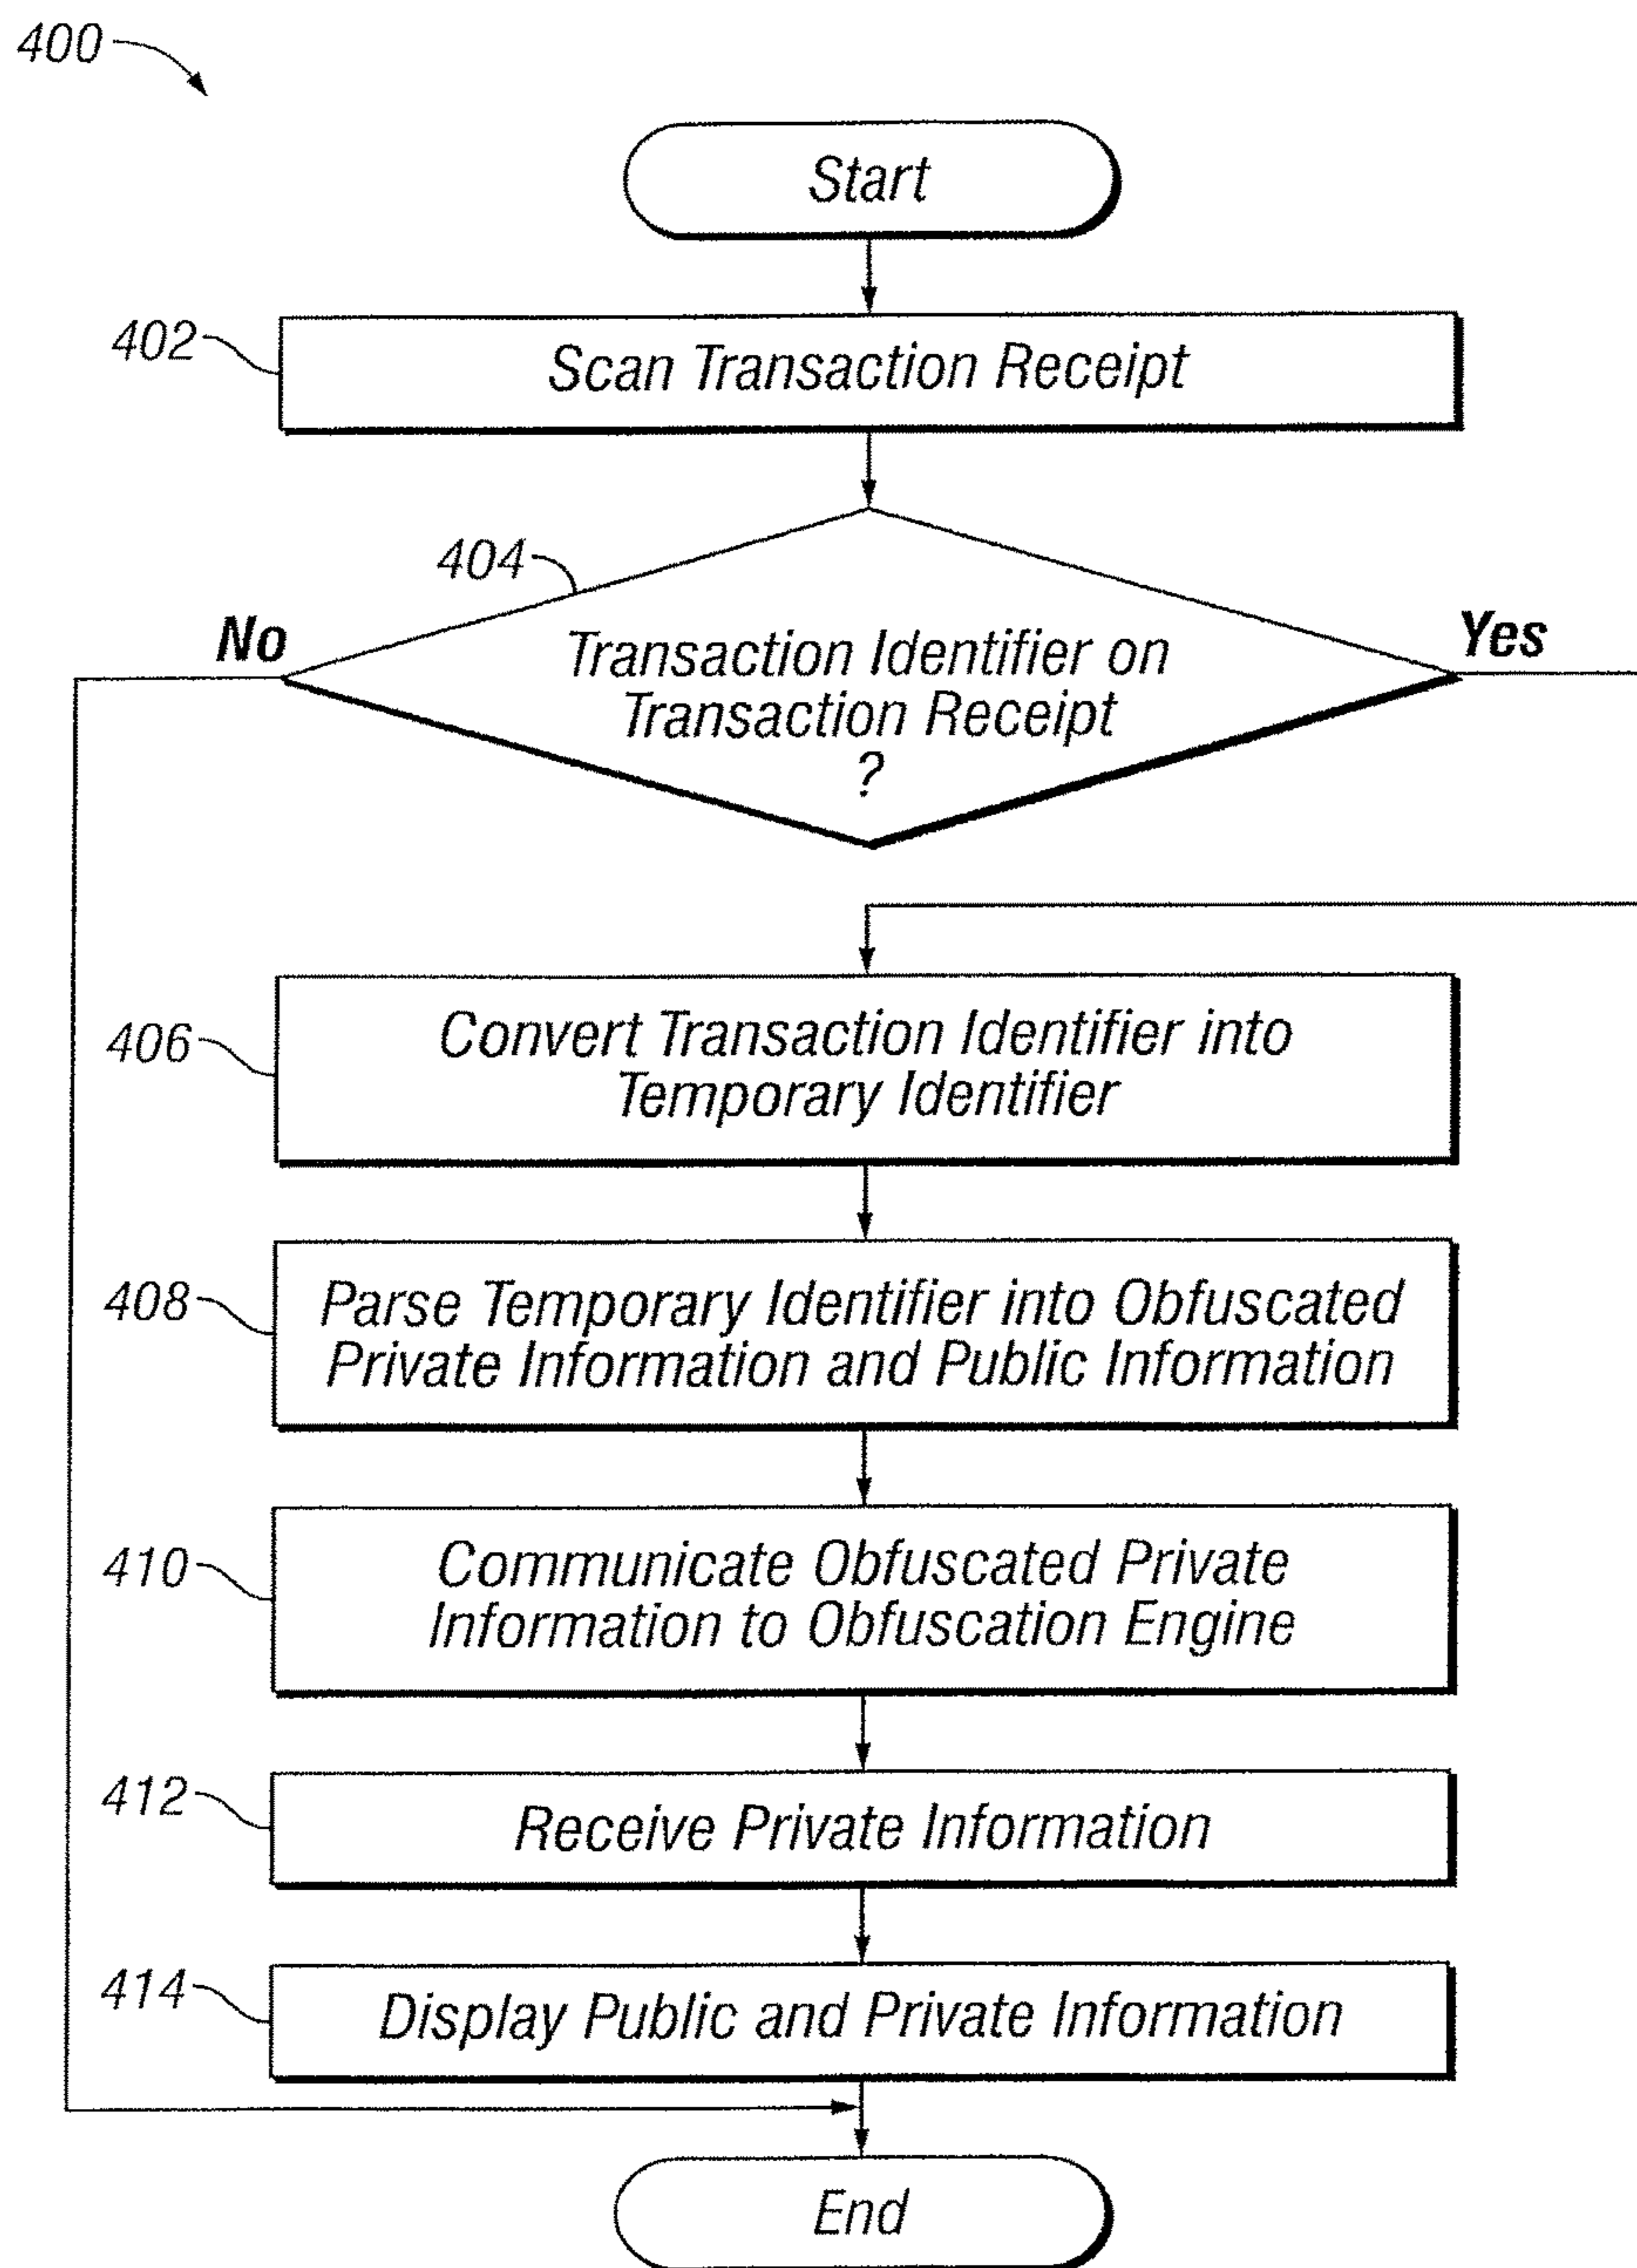 400
Start
402
Scan Transaction Receipt
404
No
Yes
Transaction Identifier on
Transaction Receipt
?
406
Convert Transaction Identifier into
Temporary Identifier
408
Parse Temporary Identifier into Obfuscated
Private Information and Public Information
410
Communicate Obfuscated Private
Information to Obfuscation Engine
412
Receive Private Information
414
Display Public and Private Information
End